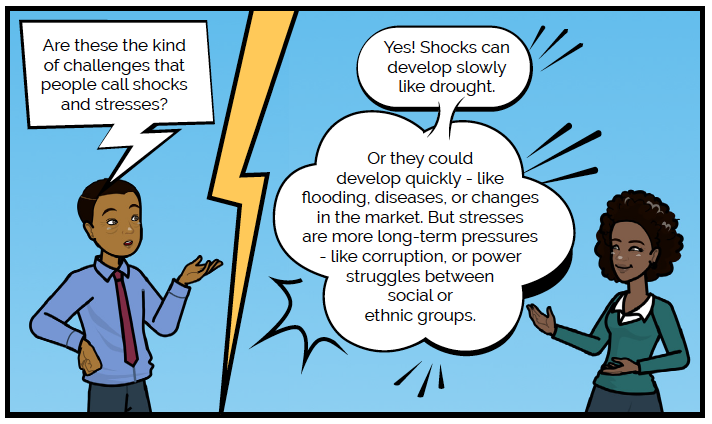 Are these the kind
of challenges that
people call shocks
and stresses?
Yes! Shocks can
develop slowly
like drought.
Or they could
develop quickly - like
flooding, diseases, or changes
in the market. But stresses
are more long-term pressures
- like corruption, or power
struggles between
social or
ethnic groups.